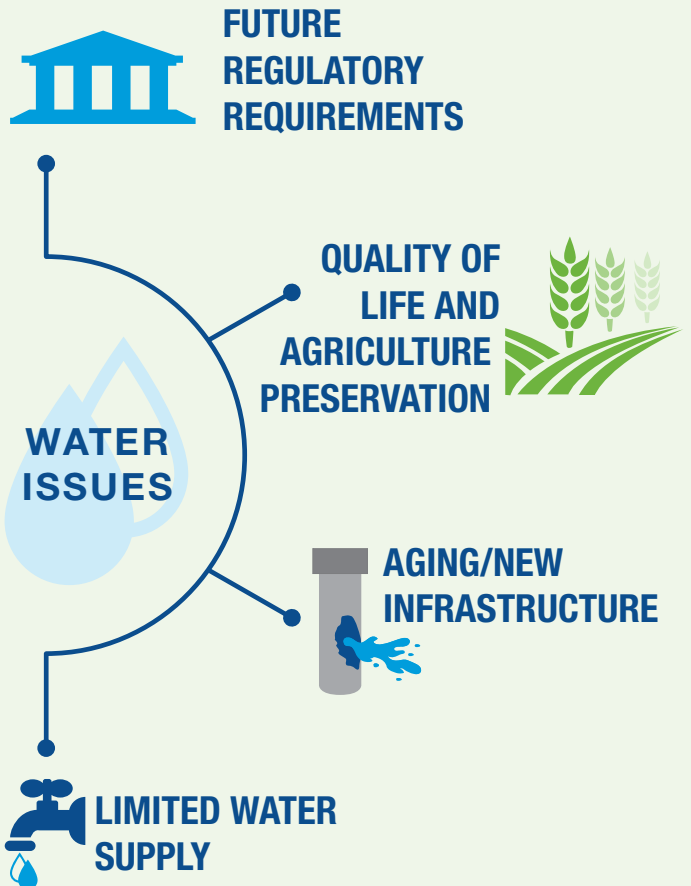 FUTURE
REGULATORY
REQUIREMENTS
QUALITY OF
LIFE AND
AGRICULTURE
PRESERVATION
WATER
ISSUES
AGING/NEW
INFRASTRUCTURE
LIMITED WATER
SUPPLY